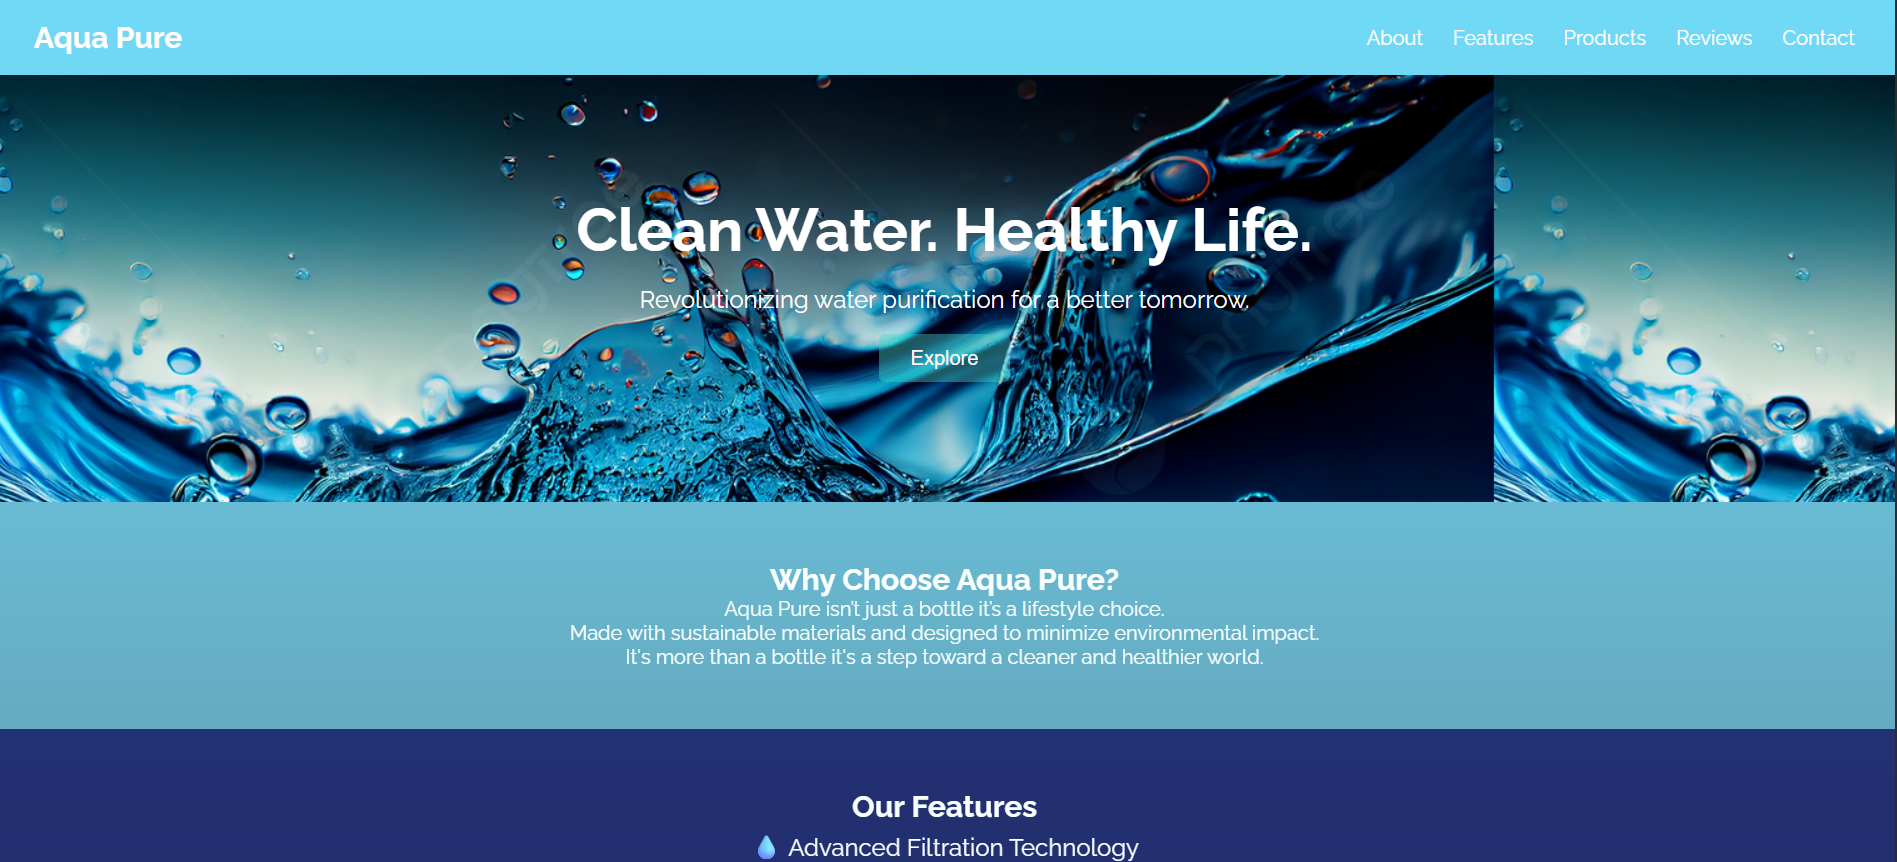 Aqua Pure
About Features Products Reviews Contact
Clean Water. Healthy Life.
Revolutionizing water purification for a better tomorrow.
Explore
Why Choose Aqua Pure?
Aqua Pure isn't just a bottle it's a lifestyle choice.
Made with sustainable materials and designed to minimize environmental impact.
It's more than a bottle it's a step toward a cleaner and healthier world.
Our Features
Advanced Filtration Technology